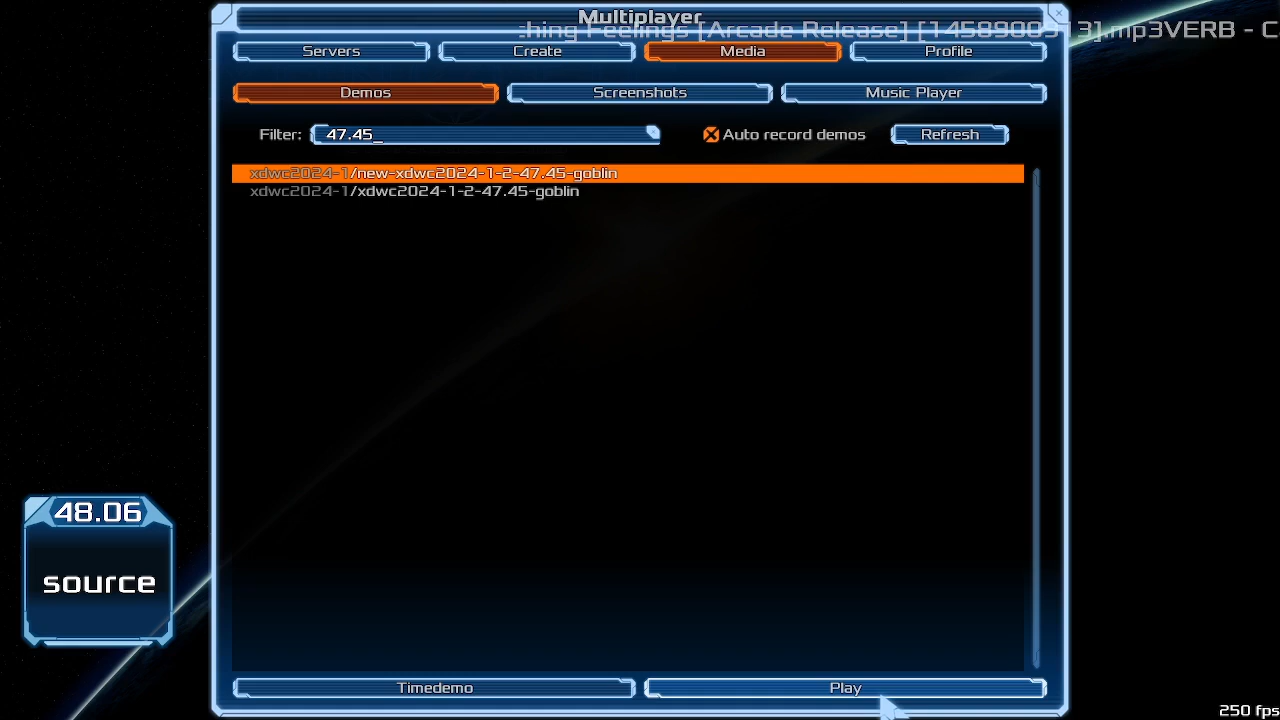 Multiplayer
:hing Feelings [Arcade Release] [1458900313].mp3VERB - C
Servers
Create
Media
Profile
Demos
Screenshots
Music Player
Filter:
47.45_
Auto record demos
Refresh
xdwc2024-1/new-xdwc2024-1-2-47.45-goblin
xdwc2024-1/xdwc2024-1-2-47.45-goblin
48.06
source
Timedemo
Play
250 fps